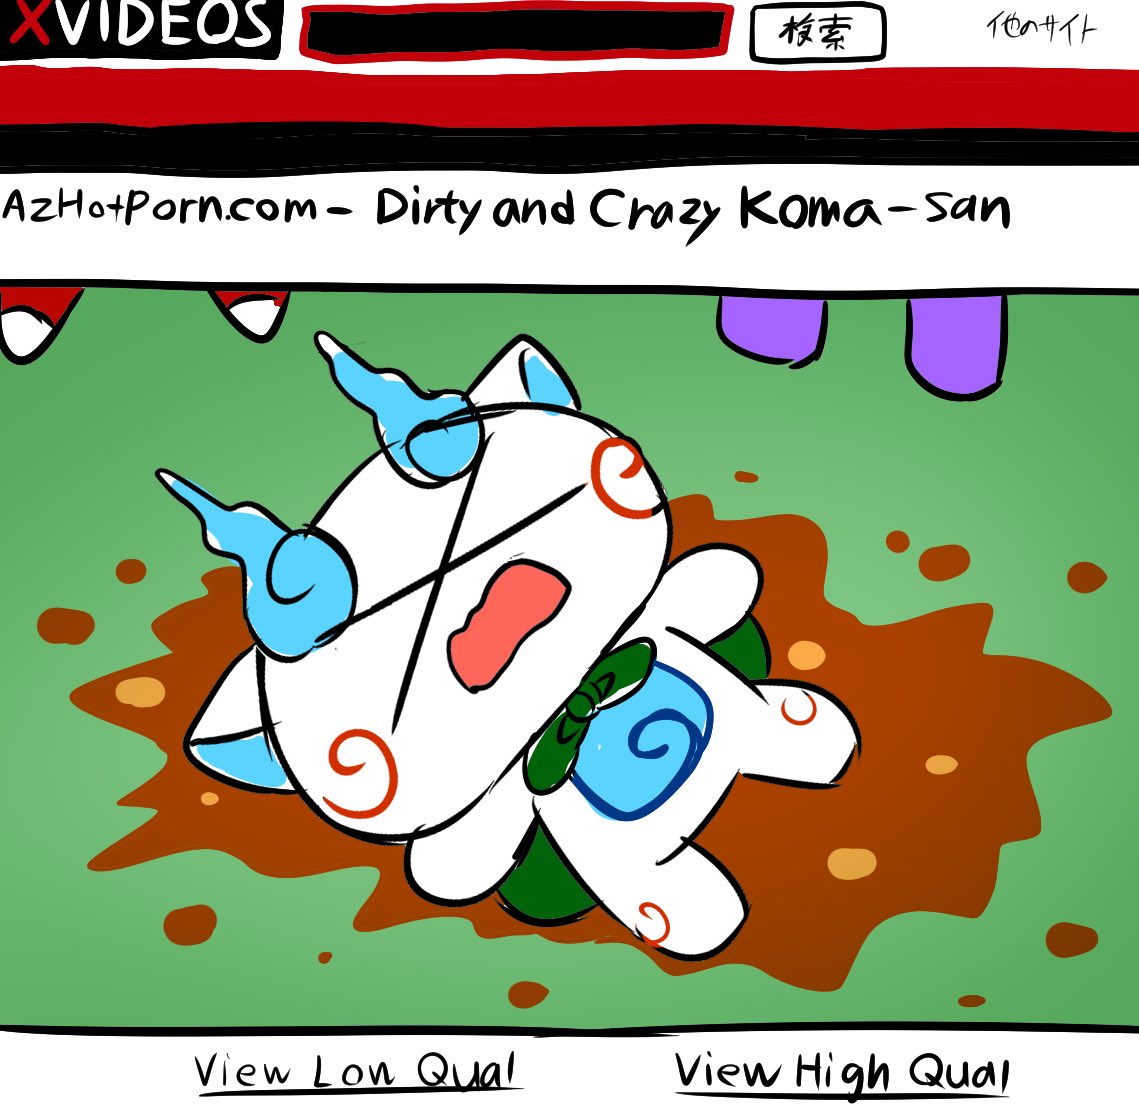 XVIDEOS 検索 他のサイト
AzHotPorn.com - Dirty and Crazy Koma-san
View Lon Qual View High Qual